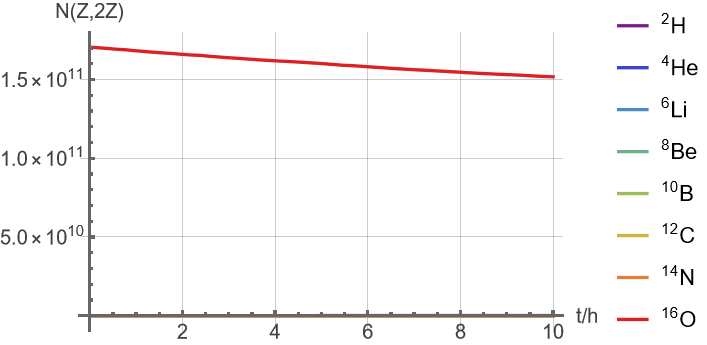 N(Z,2Z)
1.5×10¹¹
1.0×10¹¹
5.0×10¹⁰
2 4 6 8 10
t/h
²H
⁴He
⁶Li
⁸Be
¹⁰B
¹²C
¹⁴N
¹⁶O